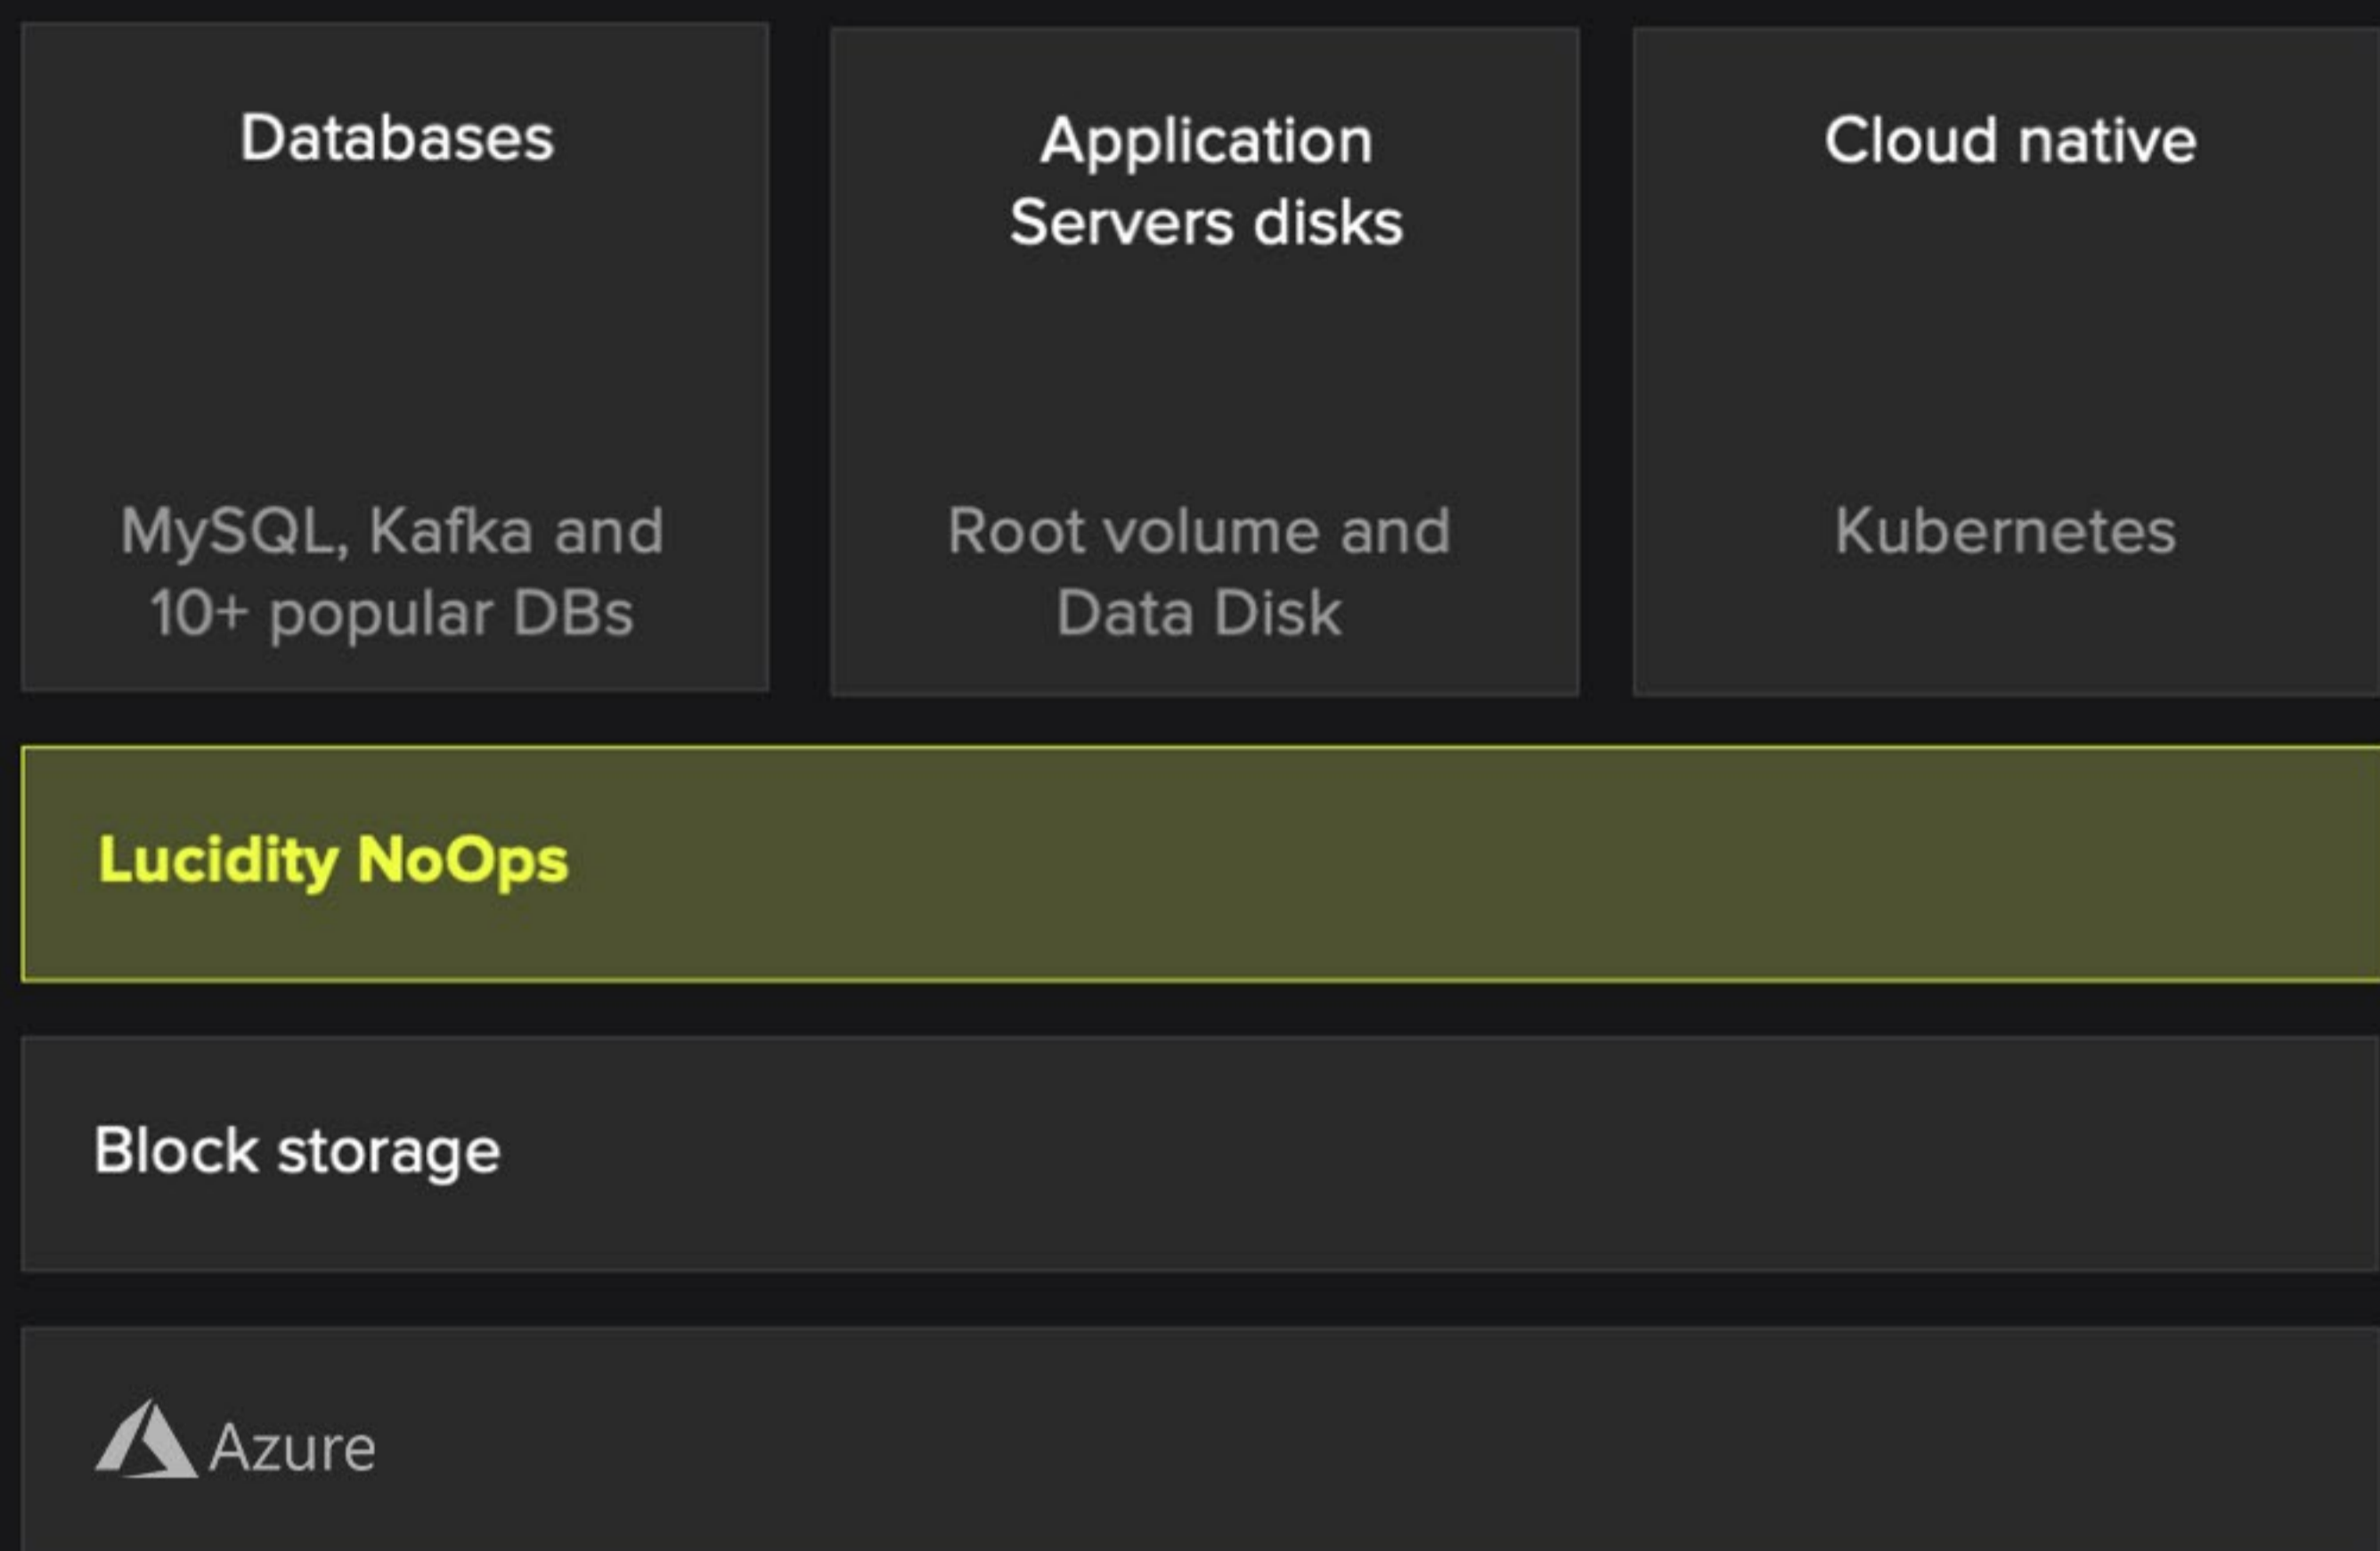 Databases
MySQL, Kafka and
10+ popular DBs
Application
Servers disks
Root volume and
Data Disk
Cloud native
Kubernetes
Lucidity NoOps
Block storage
Azure